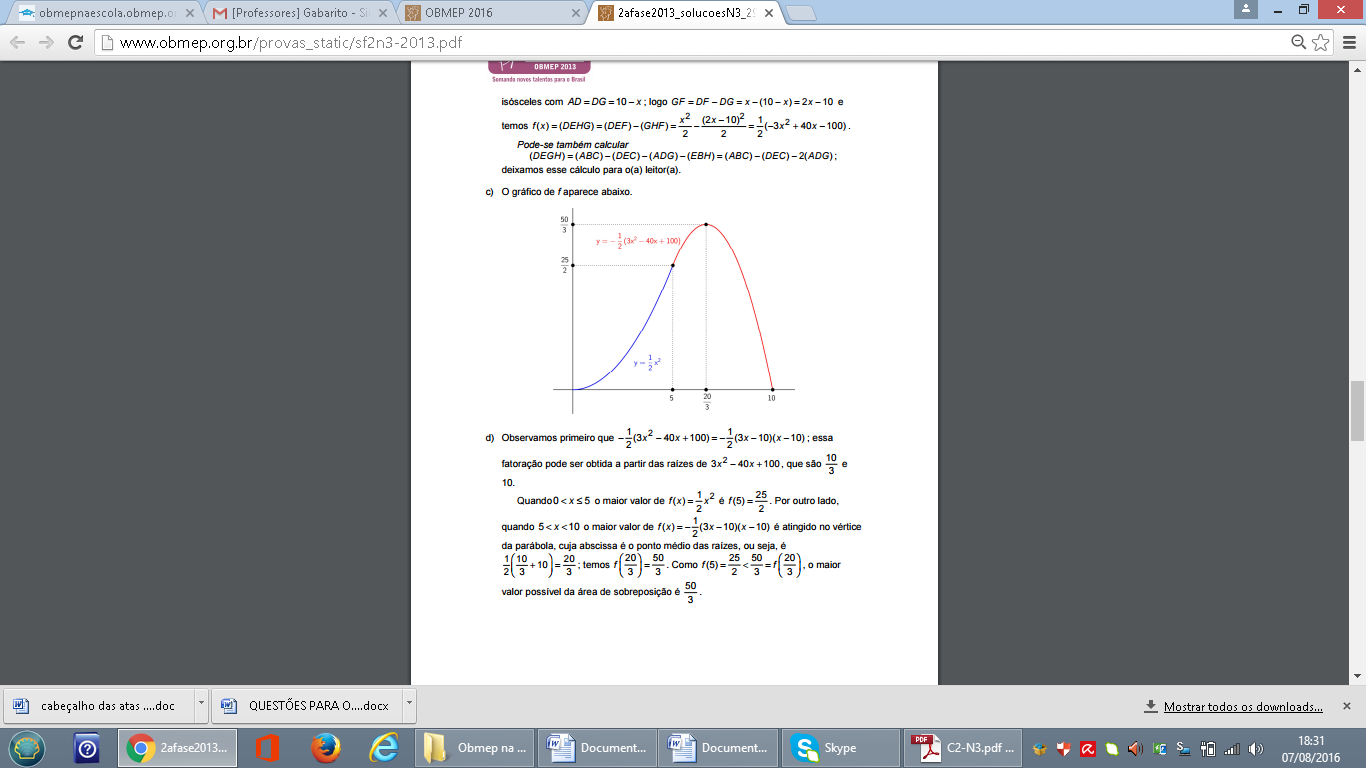 obmepnaescola.obmep.or
[Professores] Gabarito - Si
OBMEP 2016
2afase2013_solucoesN3_29
www.obmep.org.br/provas_static/sf2n3-2013.pdf
OBMEP 2013
Somando novos talentos para o Brasil
isósceles com AD = DG = 10 − x ; logo GF = DF − DG = x − (10 − x) = 2x − 10 e
temos f(x) = (DEHG) = (DEF) − (GHF) = x²/2 − (2x − 10)²/2 = 1/2(−3x² + 40x − 100) .
Pode-se também calcular
(DEGH) = (ABC) − (DEC) − (ADG) − (EBH) = (ABC) − (DEC) − 2(ADG) ;
deixamos esse cálculo para o(a) leitor(a).
c) O gráfico de f aparece abaixo.
50/3
y = − 1/2 (3x² − 40x + 100)
25/2
y = 1/2 x²
5 20/3 10
d) Observamos primeiro que −1/2(3x² − 40x + 100) = −1/2(3x − 10)(x − 10) ; essa
fatoração pode ser obtida a partir das raízes de 3x² − 40x + 100 , que são 10/3 e
10.
Quando 0 < x ≤ 5 o maior valor de f(x) = 1/2 x² é f(5) = 25/2 . Por outro lado,
quando 5 < x < 10 o maior valor de f(x) = −1/2(3x − 10)(x − 10) é atingido no vértice
da parábola, cuja abscissa é o ponto médio das raízes, ou seja, é
1/2(10/3 + 10) = 20/3 ; temos f(20/3) = 50/3 . Como f(5) = 25/2 < 50/3 = f(20/3) , o maior
valor possível da área de sobreposição é 50/3 .
cabeçalho das atas ....doc
QUESTÕES PARA O....docx
Mostrar todos os downloads...
2afase2013...
Obmep na ...
Document...
Document...
Skype
C2-N3.pdf ...
18:31
07/08/2016